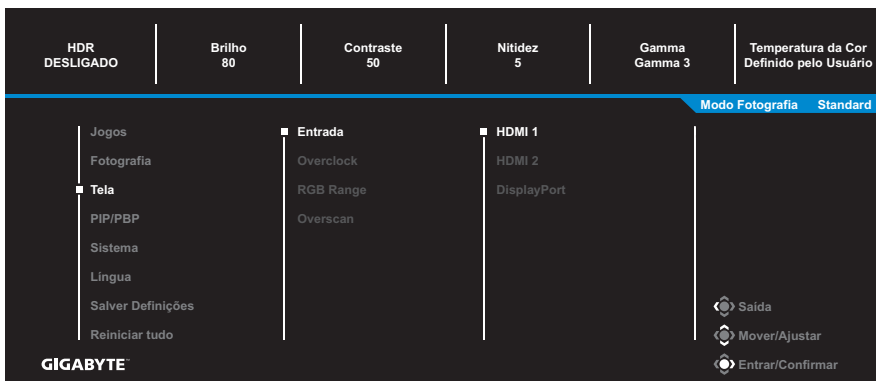 HDR
DESLIGADO
Brilho
80
Contraste
50
Nitidez
5
Gamma
Gamma 3
Temperatura da Cor
Definido pelo Usuário
Modo Fotografia Standard
Jogos
Fotografia
Tela
PIP/PBP
Sistema
Língua
Salver Definições
Reiniciar tudo
Entrada
Overclock
RGB Range
Overscan
HDMI 1
HDMI 2
DisplayPort
Saída
Mover/Ajustar
Entrar/Confirmar
GIGABYTE™